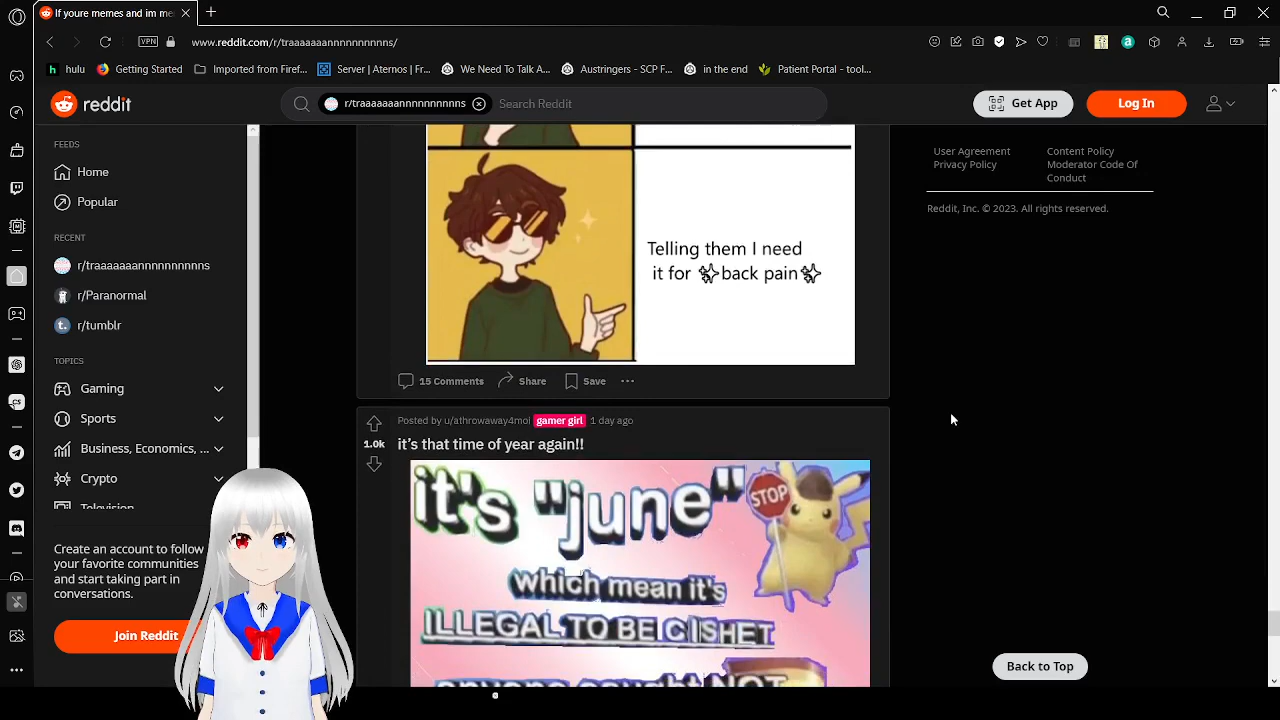 If youre memes and in me
www.reddit.com/r/traaaaaaannnnnnnnnns/
VPN
hulu
Getting Started
Imported from Firef...
Server | Aternos | Fr...
We Need To Talk A...
Austringers - SCP F...
in the end
Patient Portal - tool...
reddit
r/traaaaaaannnnnnnnnns
Search Reddit
Get App
Log In
FEEDS
Home
Popular
RECENT
r/traaaaaaannnnnnnnnns
r/Paranormal
r/tumblr
TOPICS
Gaming
Sports
Business, Economics, ...
Crypto
Television
Create an account to follow
your favorite communities
and start taking part in
conversations.
Join Reddit
Telling them I need
it for ✨back pain✨
15 Comments
Share
Save
Posted by u/athrowaway4moi gamer girl 1 day ago
1.0k
it's that time of year again!!
it's "june"
STOP
which mean it's
ILLEGAL TO BE CISHET
anyone caught NOT
User Agreement
Privacy Policy
Content Policy
Moderator Code Of
Conduct
Reddit, Inc. © 2023. All rights reserved.
Back to Top